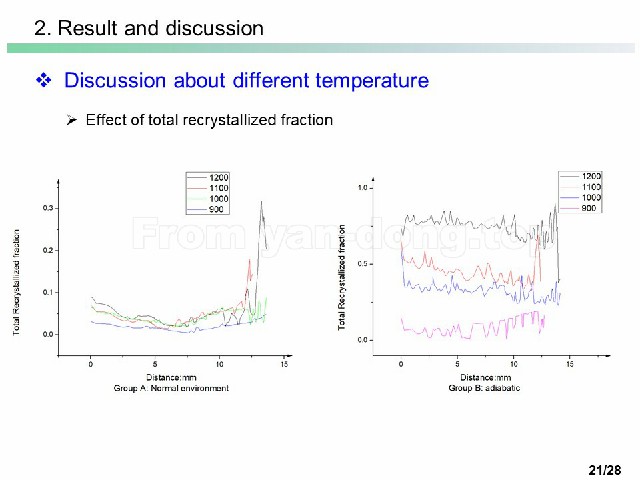 2. Result and discussion
❖ Discussion about different temperature
➢ Effect of total recrystallized fraction
1200
1100
1000
900
0.3
0.2
0.1
0.0
Total Recrystallized fraction
0 5 10 15
Distance:mm
Group A: Normal environment
1200
1100
1000
900
1.0
0.5
0.0
Total Recrystallized fraction
0 5 10 15
Distance:mm
Group B: adiabatic
From yan-dong.top
21/28